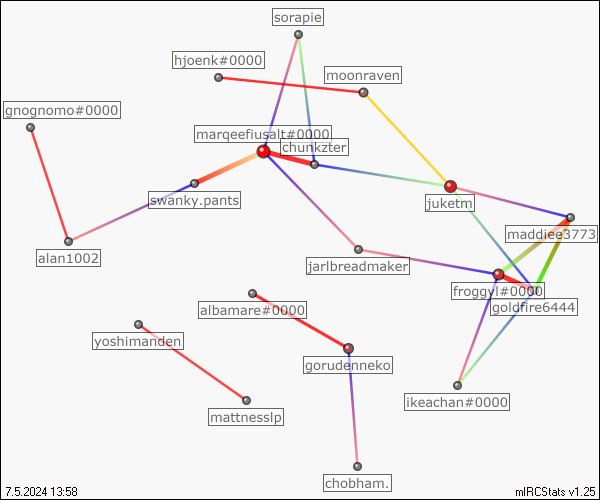 sorapie
hjoenk#0000
moonraven
gnognomo#0000
marqeefiusalt#0000
chunkzter
swanky.pants
juketm
maddiee3773
alan1002
jarlbreadmaker
froggyl#0000
goldfire6444
albamare#0000
yoshimanden
gorudenneko
ikeachan#0000
mattnesslp
chobham.
7.5.2024 13:58
mIRCStats v1.25